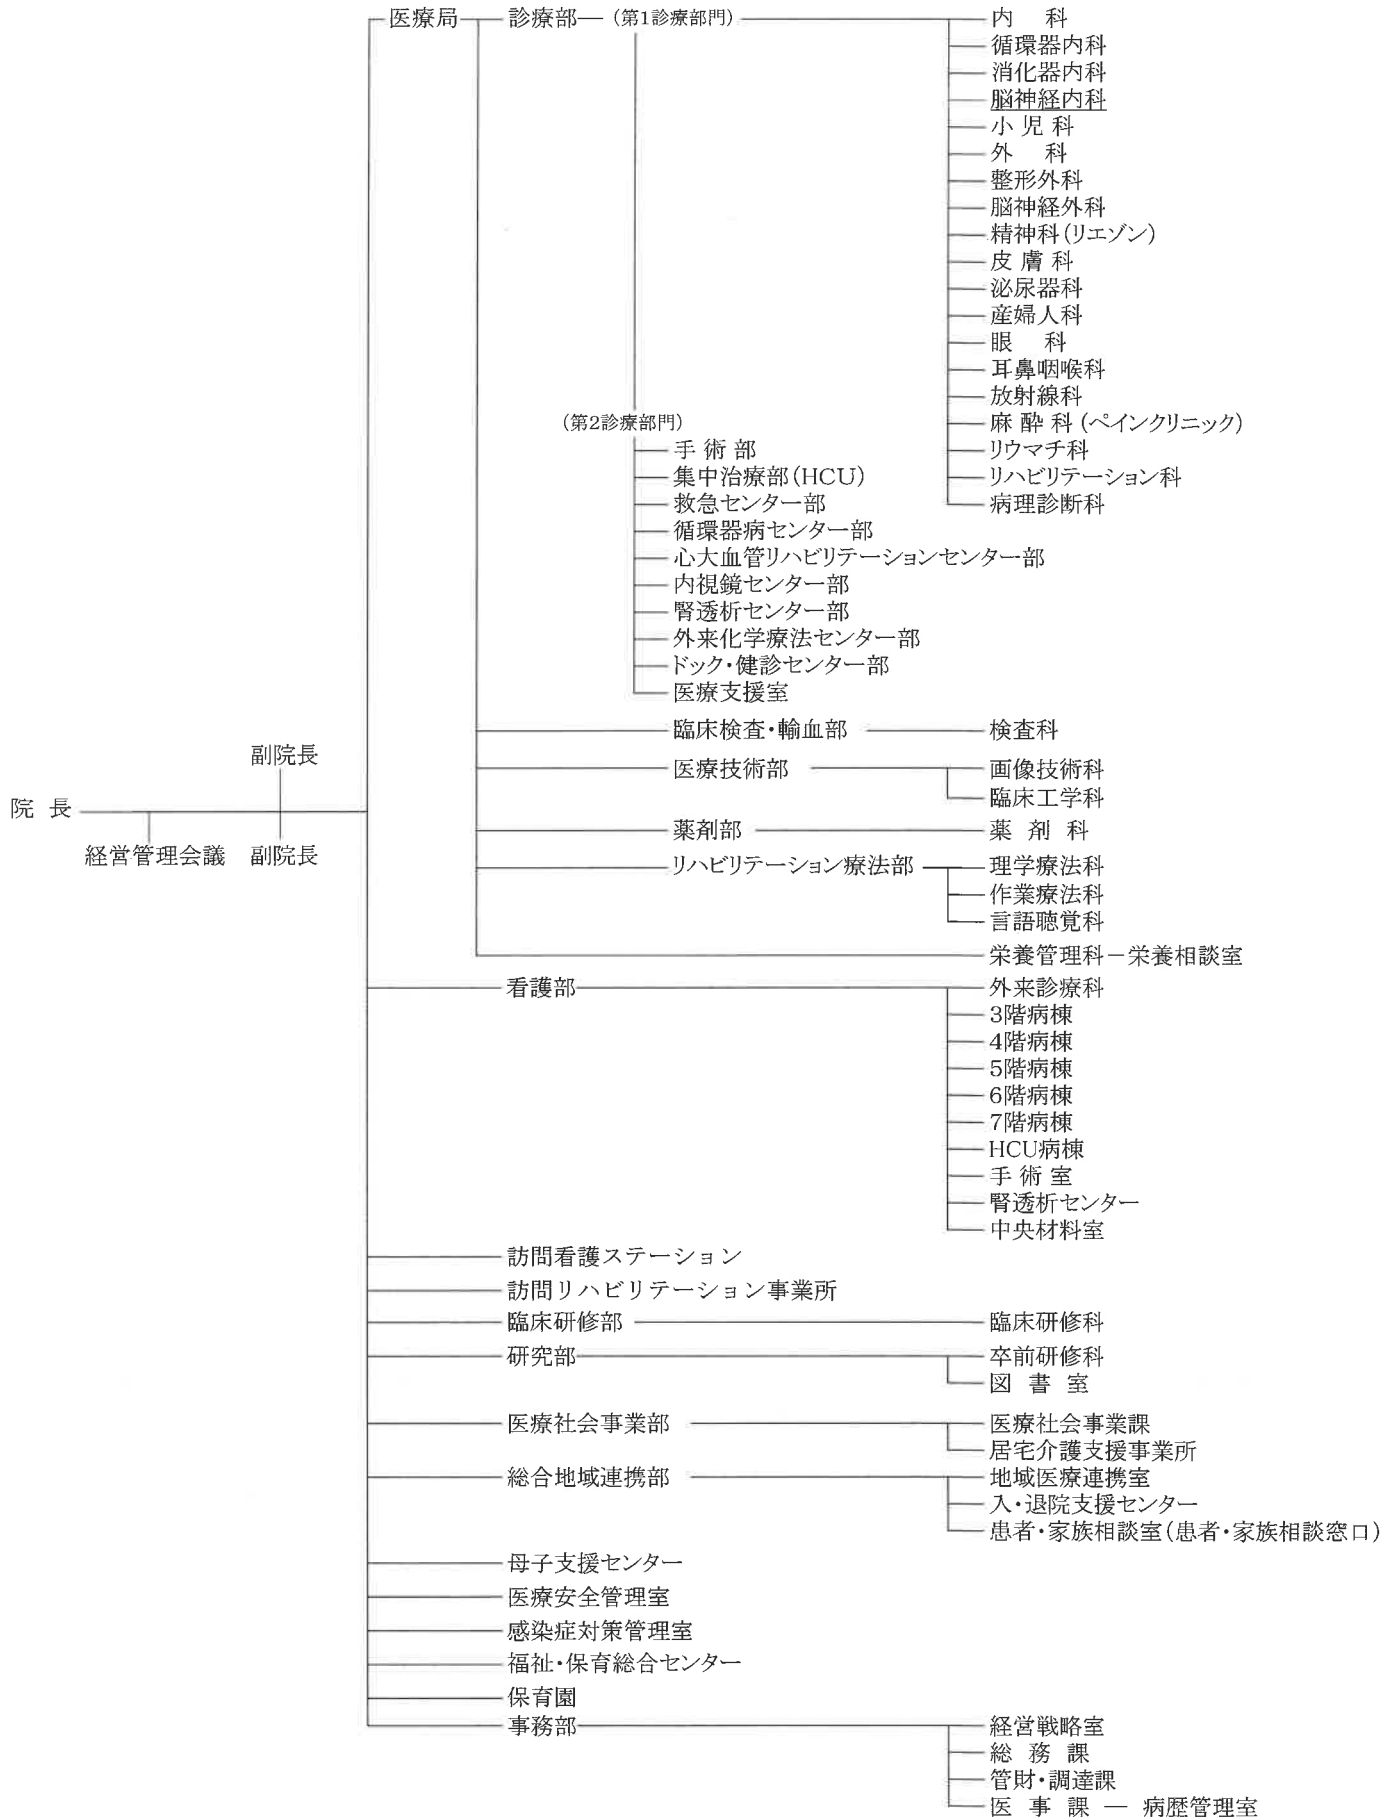 医療局 診療部 (第1診療部門) 内 科
循環器内科
消化器内科
脳神経内科
小児科
外 科
整形外科
脳神経外科
精神科(リエゾン)
皮膚科
泌尿器科
産婦人科
眼 科
耳鼻咽喉科
放射線科
(第2診療部門) 麻酔科(ペインクリニック)
手術部 リウマチ科
集中治療部(HCU) リハビリテーション科
救急センター部 病理診断科
循環器病センター部
心大血管リハビリテーションセンター部
内視鏡センター部
腎透析センター部
外来化学療法センター部
ドック・健診センター部
医療支援室
臨床検査・輸血部 検査科
副院長
医療技術部 画像技術科
臨床工学科
院長
薬剤部 薬剤科
経営管理会議 副院長
リハビリテーション療法部 理学療法科
作業療法科
言語聴覚科
栄養管理科－栄養相談室
看護部 外来診療科
3階病棟
4階病棟
5階病棟
6階病棟
7階病棟
HCU病棟
手術室
腎透析センター
中央材料室
訪問看護ステーション
訪問リハビリテーション事業所
臨床研修部 臨床研修科
研究部 卒前研修科
図書室
医療社会事業部 医療社会事業課
居宅介護支援事業所
総合地域連携部 地域医療連携室
入・退院支援センター
患者・家族相談室(患者・家族相談窓口)
母子支援センター
医療安全管理室
感染症対策管理室
福祉・保育総合センター
保育園
事務部 経営戦略室
総務課
管財・調達課
医事課 — 病歴管理室